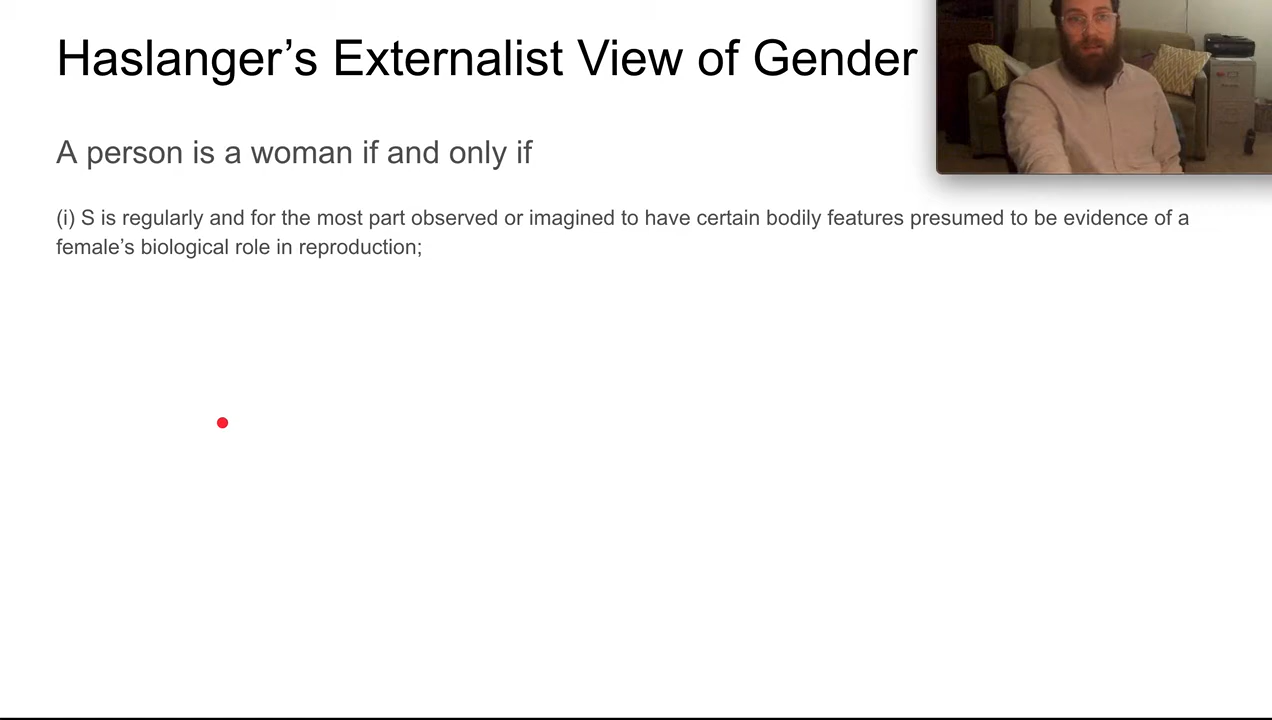 Haslanger’s Externalist View of Gender
A person is a woman if and only if
(i) S is regularly and for the most part observed or imagined to have certain bodily features presumed to be evidence of a
female’s biological role in reproduction;